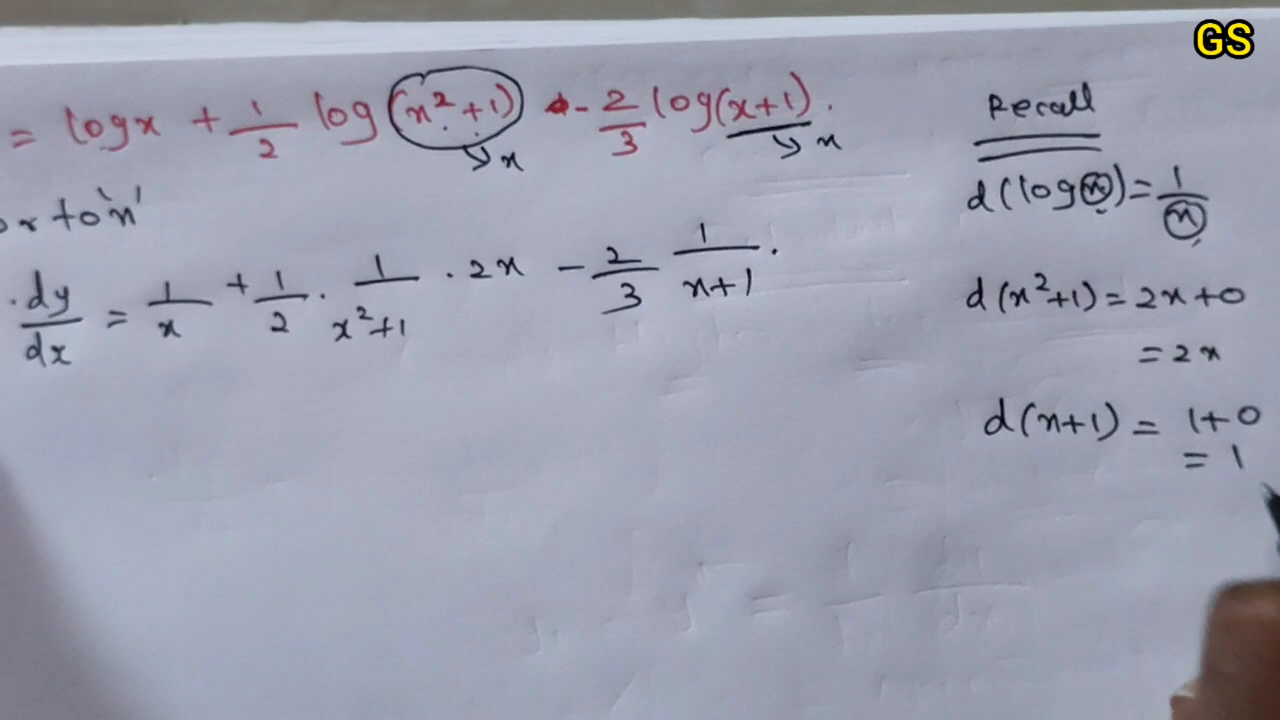 GS
= log x + 1/2 log (x² + 1) - 2/3 log(x+1).
↘ x ↘ x
to 'x'
. dy/dx = 1/x + 1/2 . 1/(x²+1) . 2x - 2/3 1/(x+1) .
Recall
d(log x) = 1/x
d(x²+1) = 2x+0
= 2x
d(x+1) = 1+0
= 1